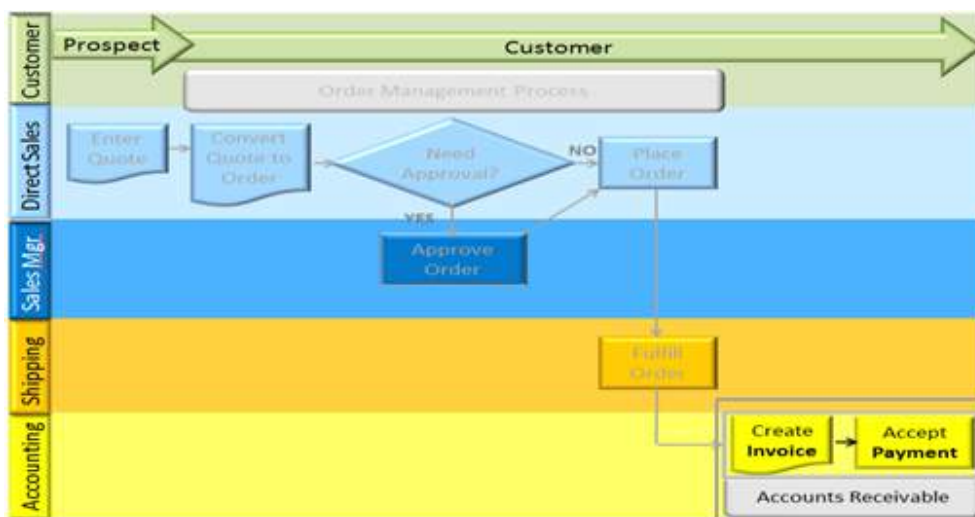 Customer
Prospect
Customer
Order Management Process
Direct Sales
Enter
Quote
Convert
Quote to
Order
Need
Approval?
NO
Place
Order
YES
Sales Mgr.
Approve
Order
Shipping
Fulfill
Order
Accounting
Create
Invoice
Accept
Payment
Accounts Receivable